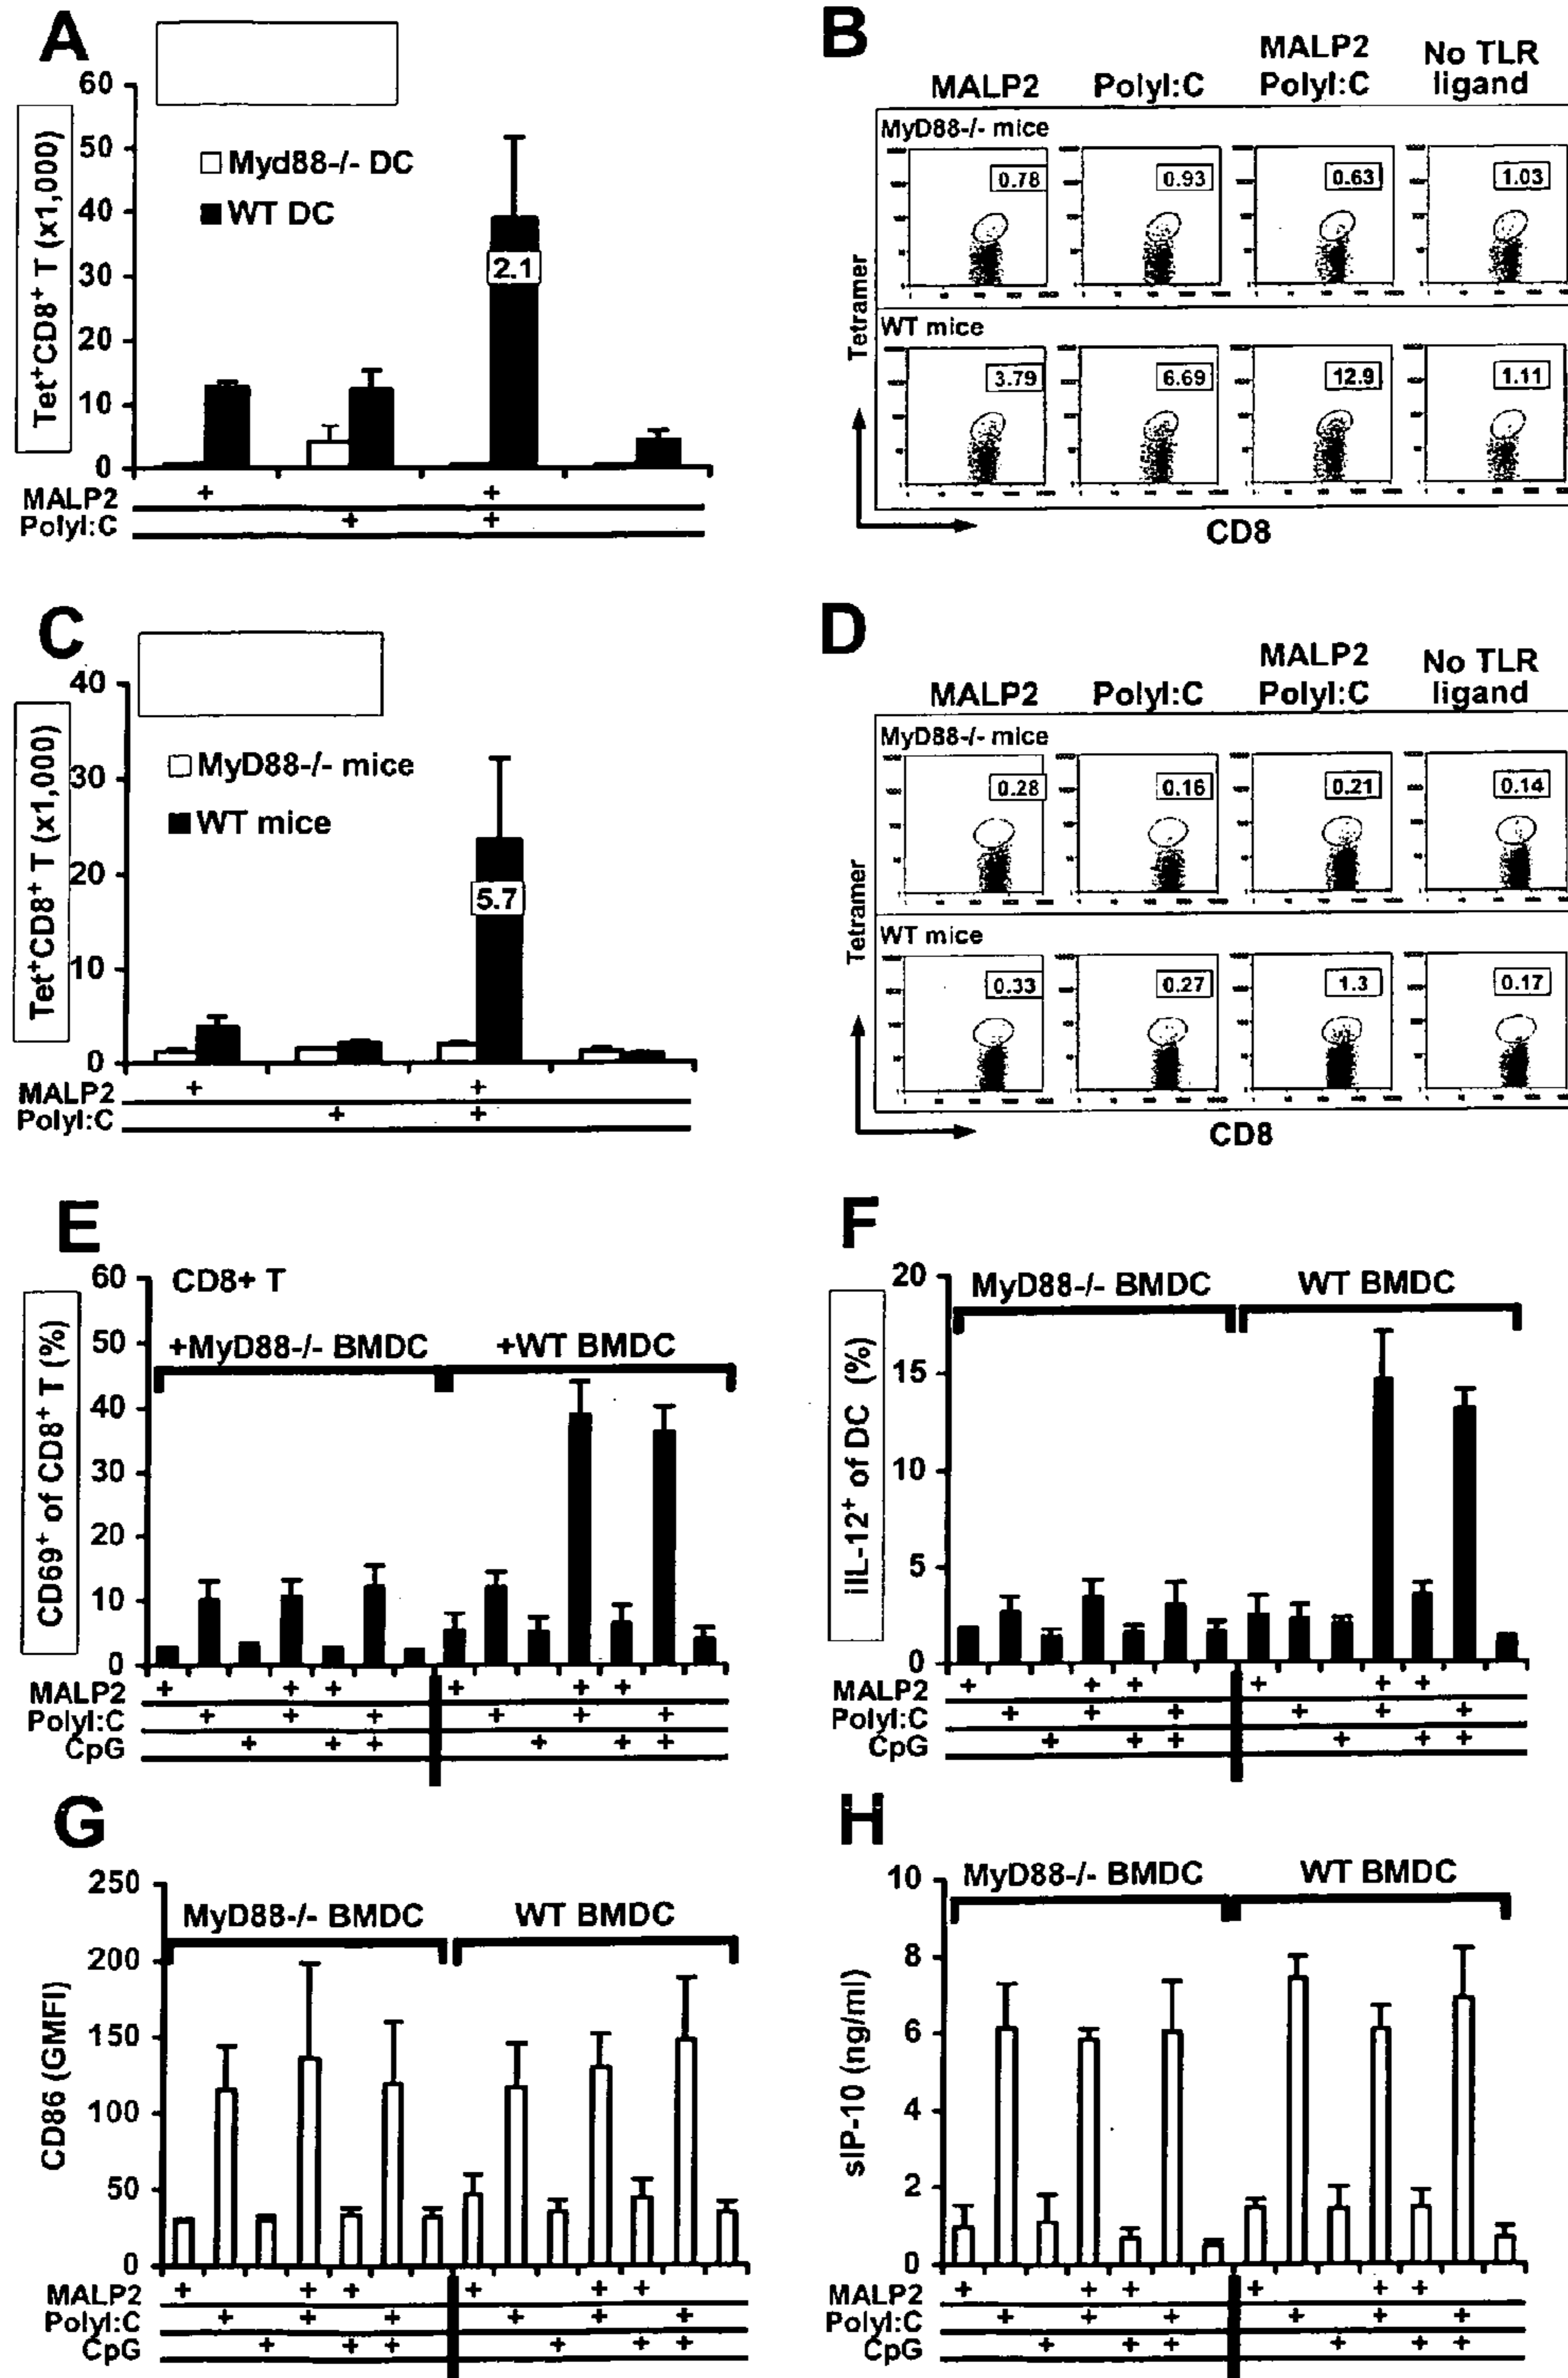 A
60
50
40
30
20
10
0
Tet+CD8+ T (x1,000)
Myd88-/- DC
WT DC
2.1
MALP2 + +
PolyI:C + +
B
MALP2 PolyI:C MALP2 PolyI:C No TLR ligand
MyD88-/- mice
0.78 0.93 0.63 1.03
WT mice
3.79 6.69 12.9 1.11
Tetramer
CD8
C
40
30
20
10
0
Tet+CD8+ T (x1,000)
MyD88-/- mice
WT mice
5.7
MALP2 + +
PolyI:C + +
D
MALP2 PolyI:C MALP2 PolyI:C No TLR ligand
MyD88-/- mice
0.28 0.16 0.21 0.14
WT mice
0.33 0.27 1.3 0.17
Tetramer
CD8
E
60
50
40
30
20
10
0
CD69+ of CD8+ T (%)
CD8+ T
+MyD88-/- BMDC +WT BMDC
MALP2 + + + + + +
PolyI:C + + + + + +
CpG + + + + + +
F
20
15
10
5
0
iIL-12+ of DC (%)
MyD88-/- BMDC WT BMDC
MALP2 + + + + + +
PolyI:C + + + + + +
CpG + + + + + +
G
250
200
150
100
50
0
CD86 (GMFI)
MyD88-/- BMDC WT BMDC
MALP2 + + + + + +
PolyI:C + + + + + +
CpG + + + + + +
H
10
8
6
4
2
0
sIP-10 (ng/ml)
MyD88-/- BMDC WT BMDC
MALP2 + + + + + +
PolyI:C + + + + + +
CpG + + + + + +